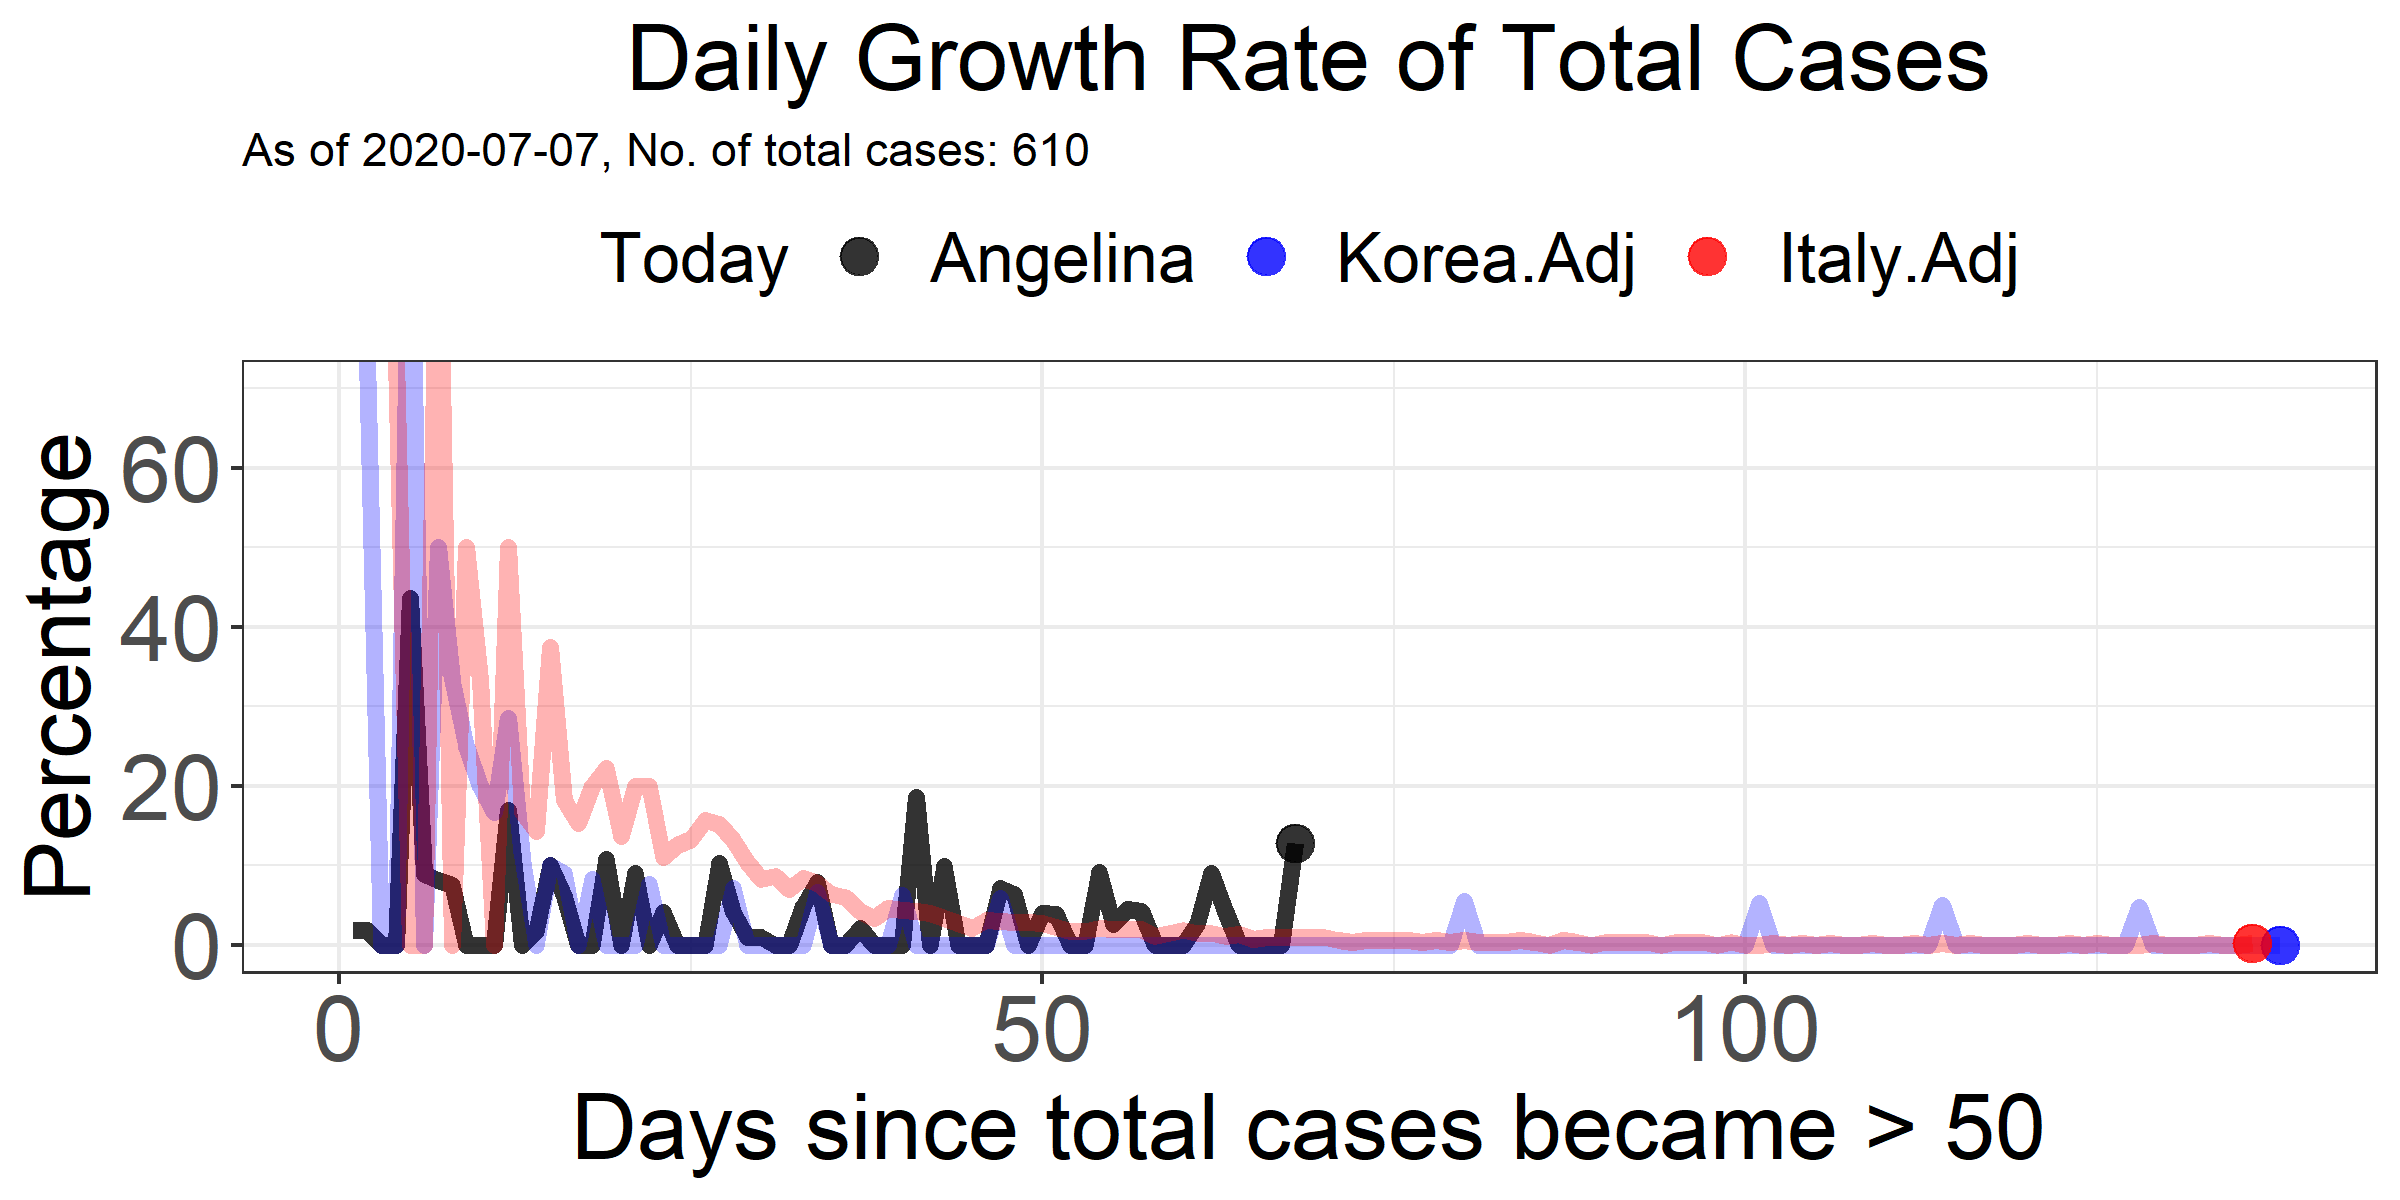 Daily Growth Rate of Total Cases
As of 2020-07-07, No. of total cases: 610
Today Angelina Korea.Adj Italy.Adj
Percentage
60
40
20
0
0 50 100
Days since total cases became > 50